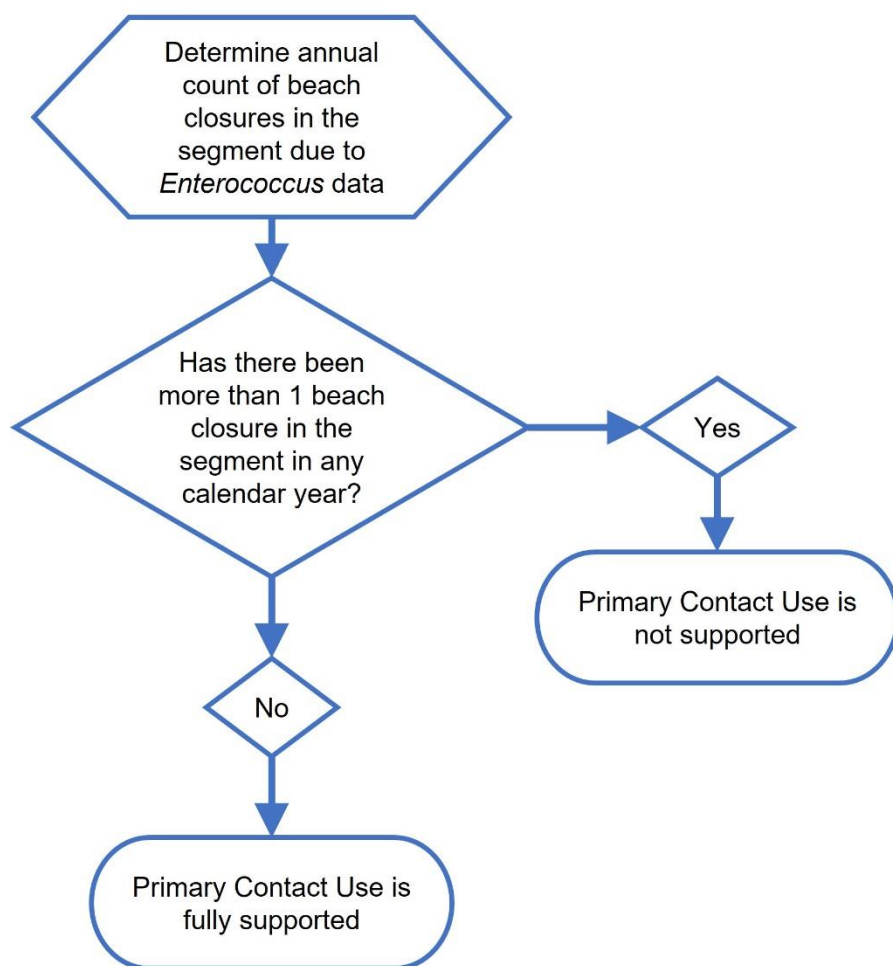 Determine annual
count of beach
closures in the
segment due to
Enterococcus data
Has there been
more than 1 beach
closure in the
segment in any
calendar year?
Yes
Primary Contact Use is
not supported
No
Primary Contact Use is
fully supported